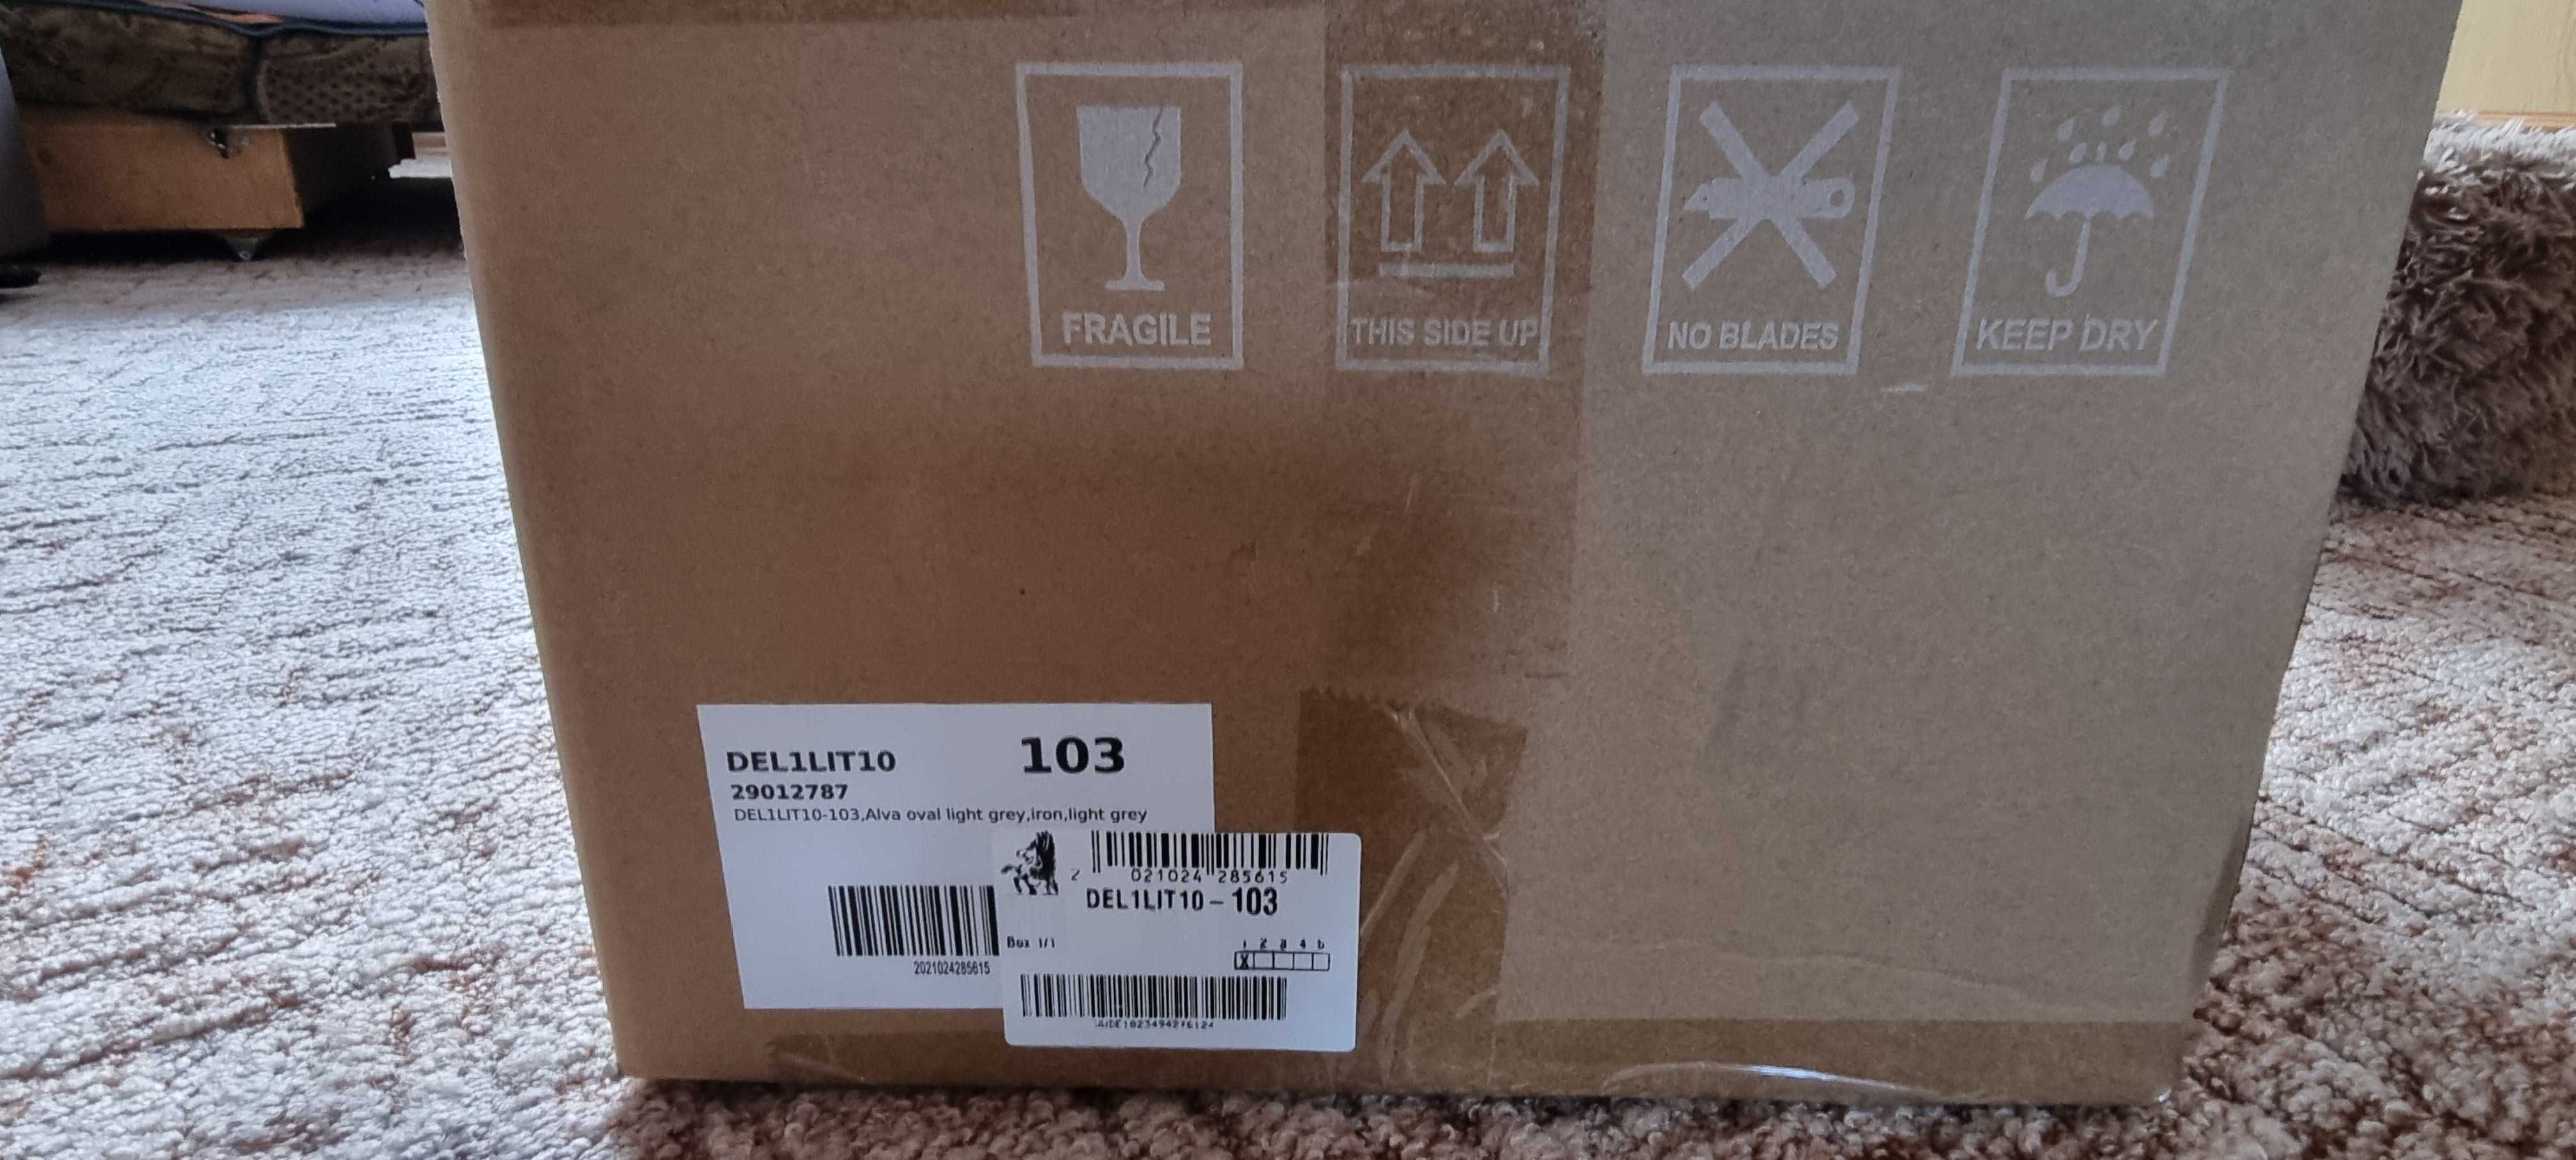 FRAGILE
THIS SIDE UP
NO BLADES
KEEP DRY
DEL1LIT10 103
29012787
DEL1LIT10-103,Alva oval light grey,iron,light grey
2021024285615
2 021024 285615
DEL1LIT10-103
Box 1/1
1 2 3 4
X